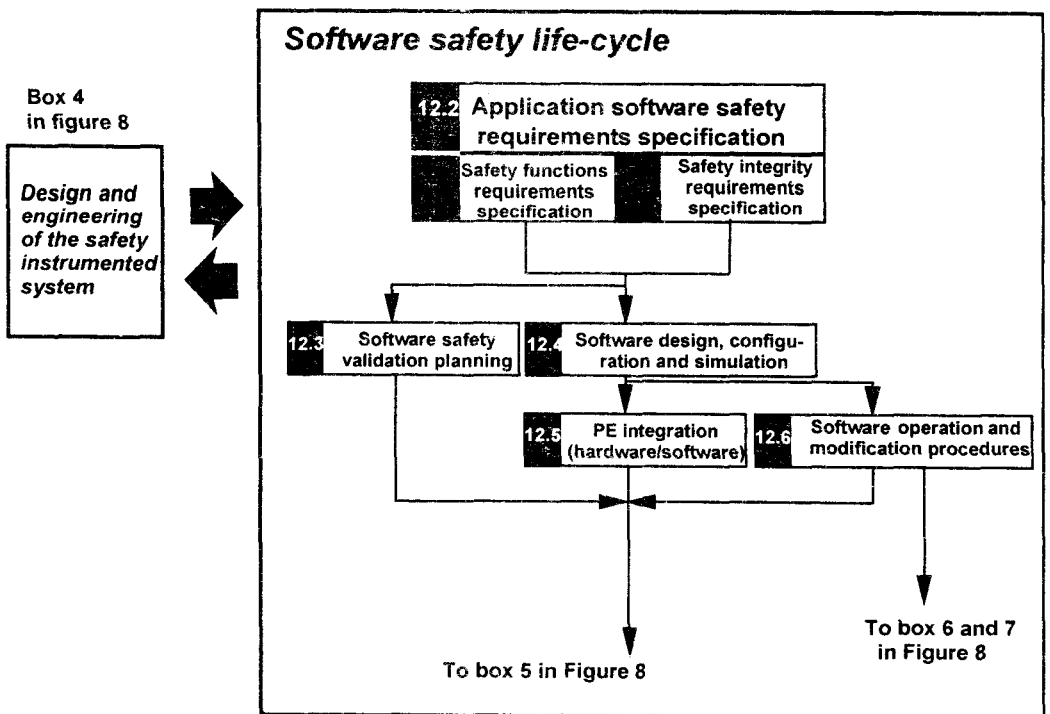 Software safety life-cycle
Box 4
in figure 8
Design and
engineering
of the safety
instrumented
system
12.2
Application software safety
requirements specification
Safety functions
requirements
specification
Safety integrity
requirements
specification
12.3
Software safety
validation planning
12.4
Software design, configu-
ration and simulation
12.5
PE integration
(hardware/software)
12.6
Software operation and
modification procedures
To box 5 in Figure 8
To box 6 and 7
in Figure 8